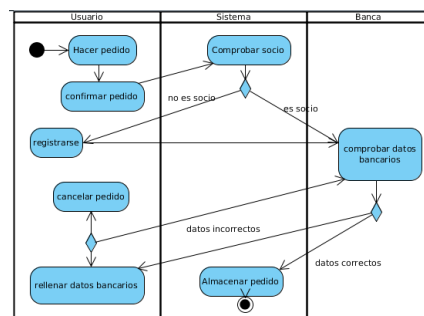 Usuario
Sistema
Banca
Hacer pedido
Comprobar socio
confirmar pedido
no es socio
es socio
registrarse
comprobar datos
bancarios
cancelar pedido
datos incorrectos
rellenar datos bancarios
Almacenar pedido
datos correctos